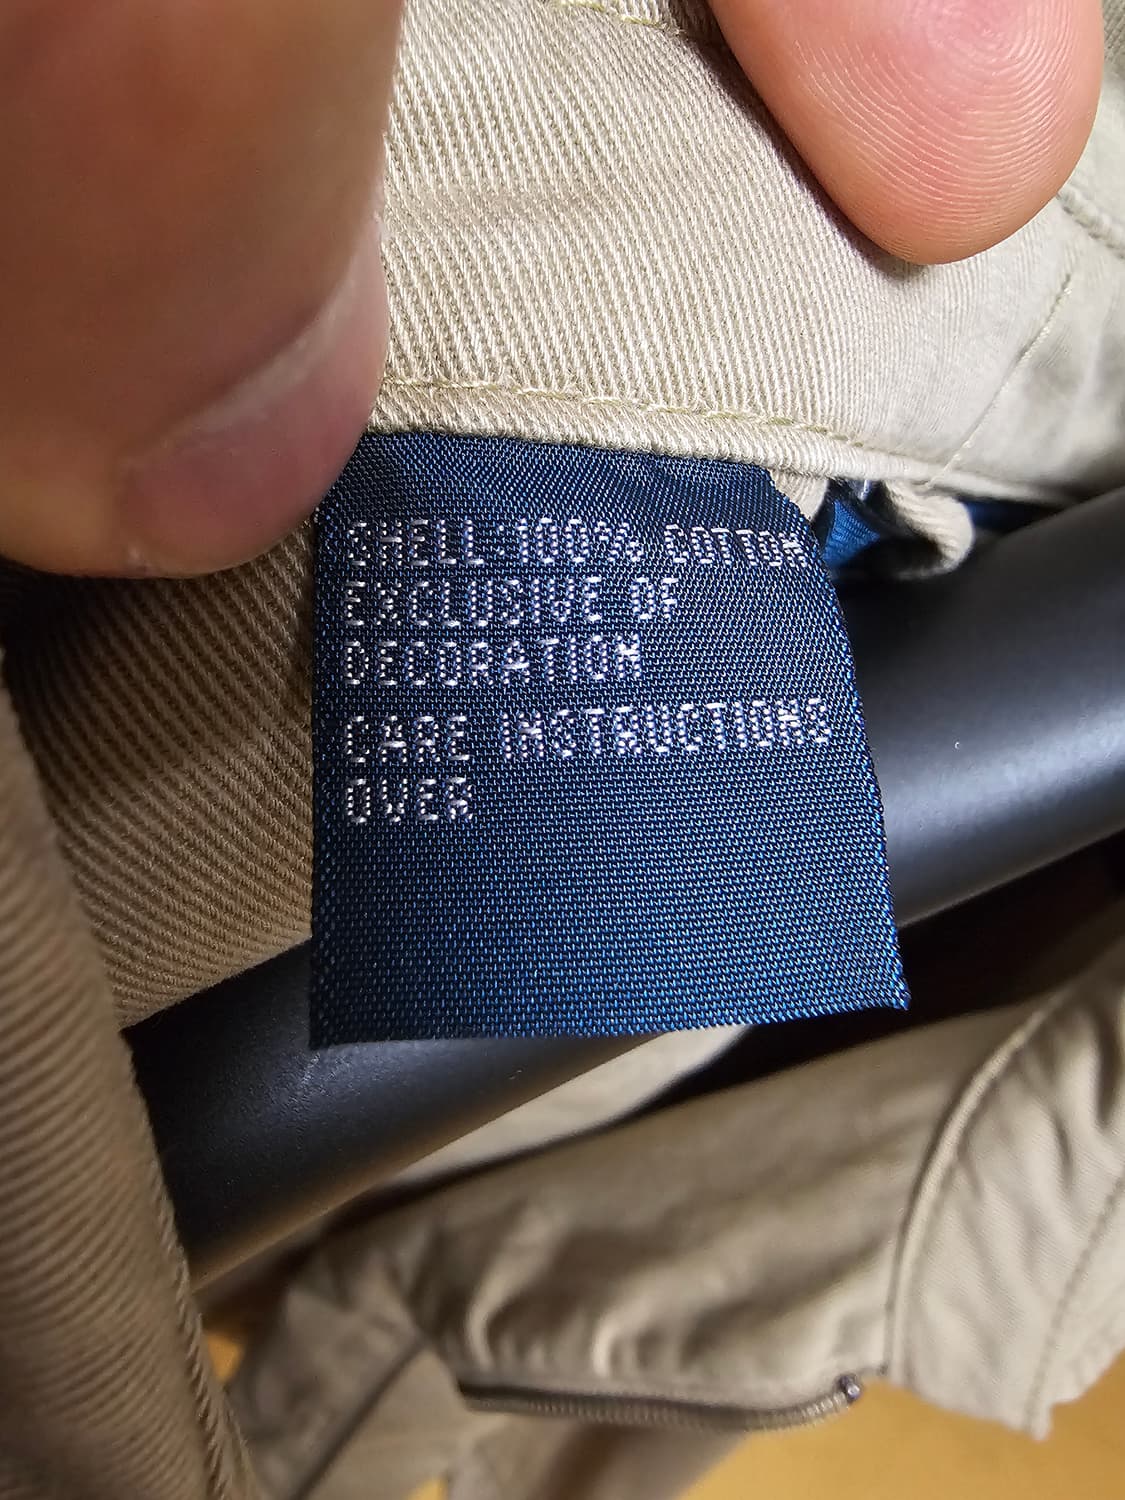 SHELL:100% COTTON
EXCLUSIVE OF
DECORATION
CARE INSTRUCTIONS
OVER